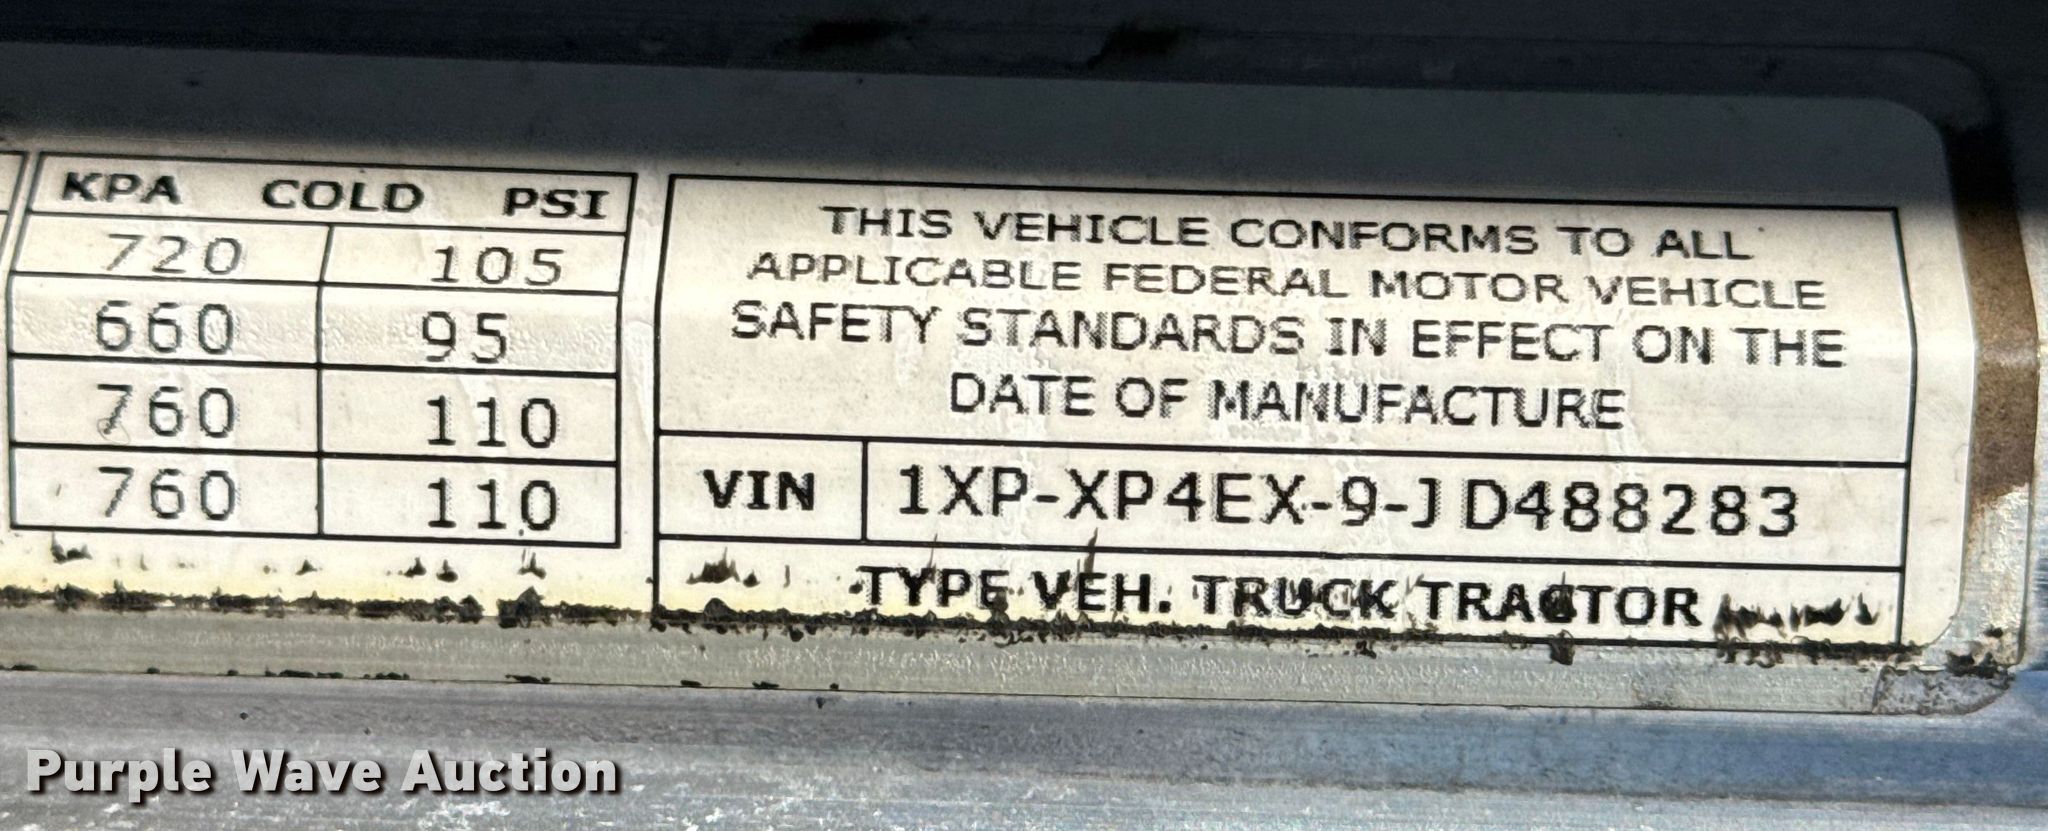 KPA COLD PSI
720 105
660 95
760 110
760 110
THIS VEHICLE CONFORMS TO ALL
APPLICABLE FEDERAL MOTOR VEHICLE
SAFETY STANDARDS IN EFFECT ON THE
DATE OF MANUFACTURE
VIN 1XP-XP4EX-9-JD488283
TYPE VEH. TRUCK TRACTOR
Purple Wave Auction